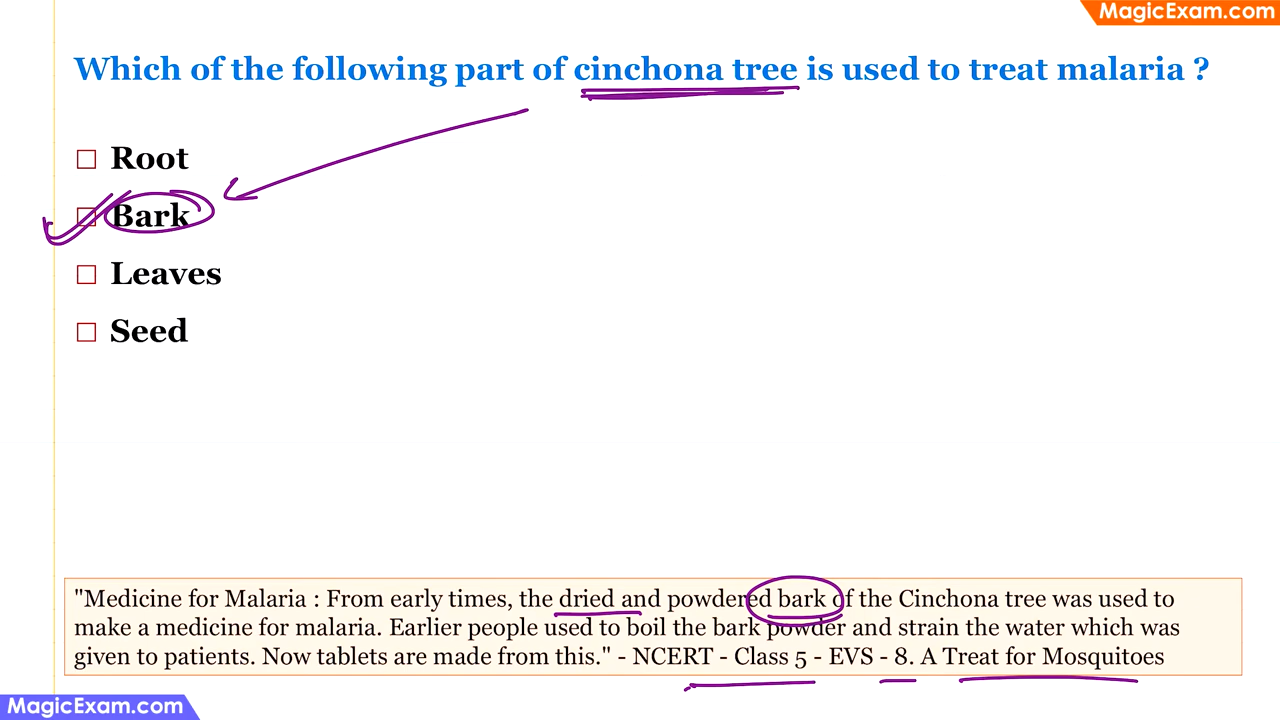 MagicExam.com
Which of the following part of cinchona tree is used to treat malaria ?
Root
Bark
Leaves
Seed
"Medicine for Malaria : From early times, the dried and powdered bark of the Cinchona tree was used to
make a medicine for malaria. Earlier people used to boil the bark powder and strain the water which was
given to patients. Now tablets are made from this." - NCERT - Class 5 - EVS - 8. A Treat for Mosquitoes
MagicExam.com